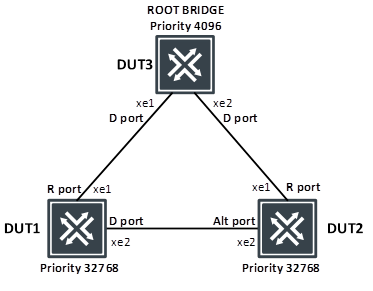 ROOT BRIDGE
Priority 4096
DUT3
xe1 xe2
D port D port
R port xe1 xe1 R port
DUT1 D port Alt port DUT2
xe2 xe2
Priority 32768 Priority 32768